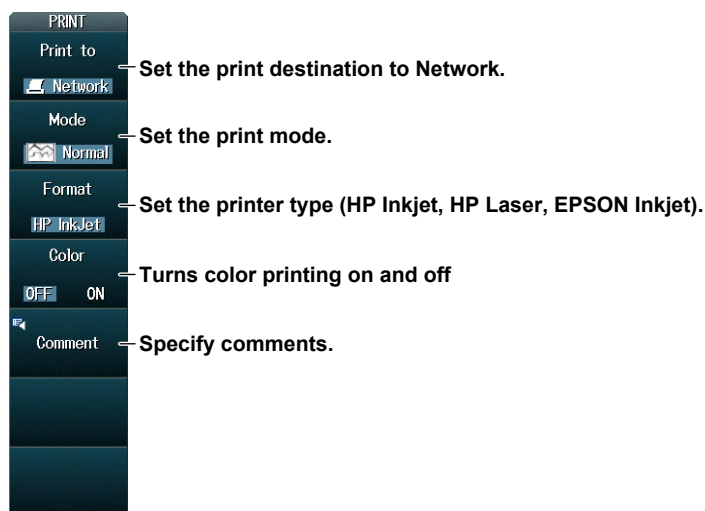 PRINT
Print to
Set the print destination to Network.
Network
Mode
Set the print mode.
Normal
Format
Set the printer type (HP Inkjet, HP Laser, EPSON Inkjet).
HP InkJet
Color
Turns color printing on and off
OFF ON
Comment
Specify comments.